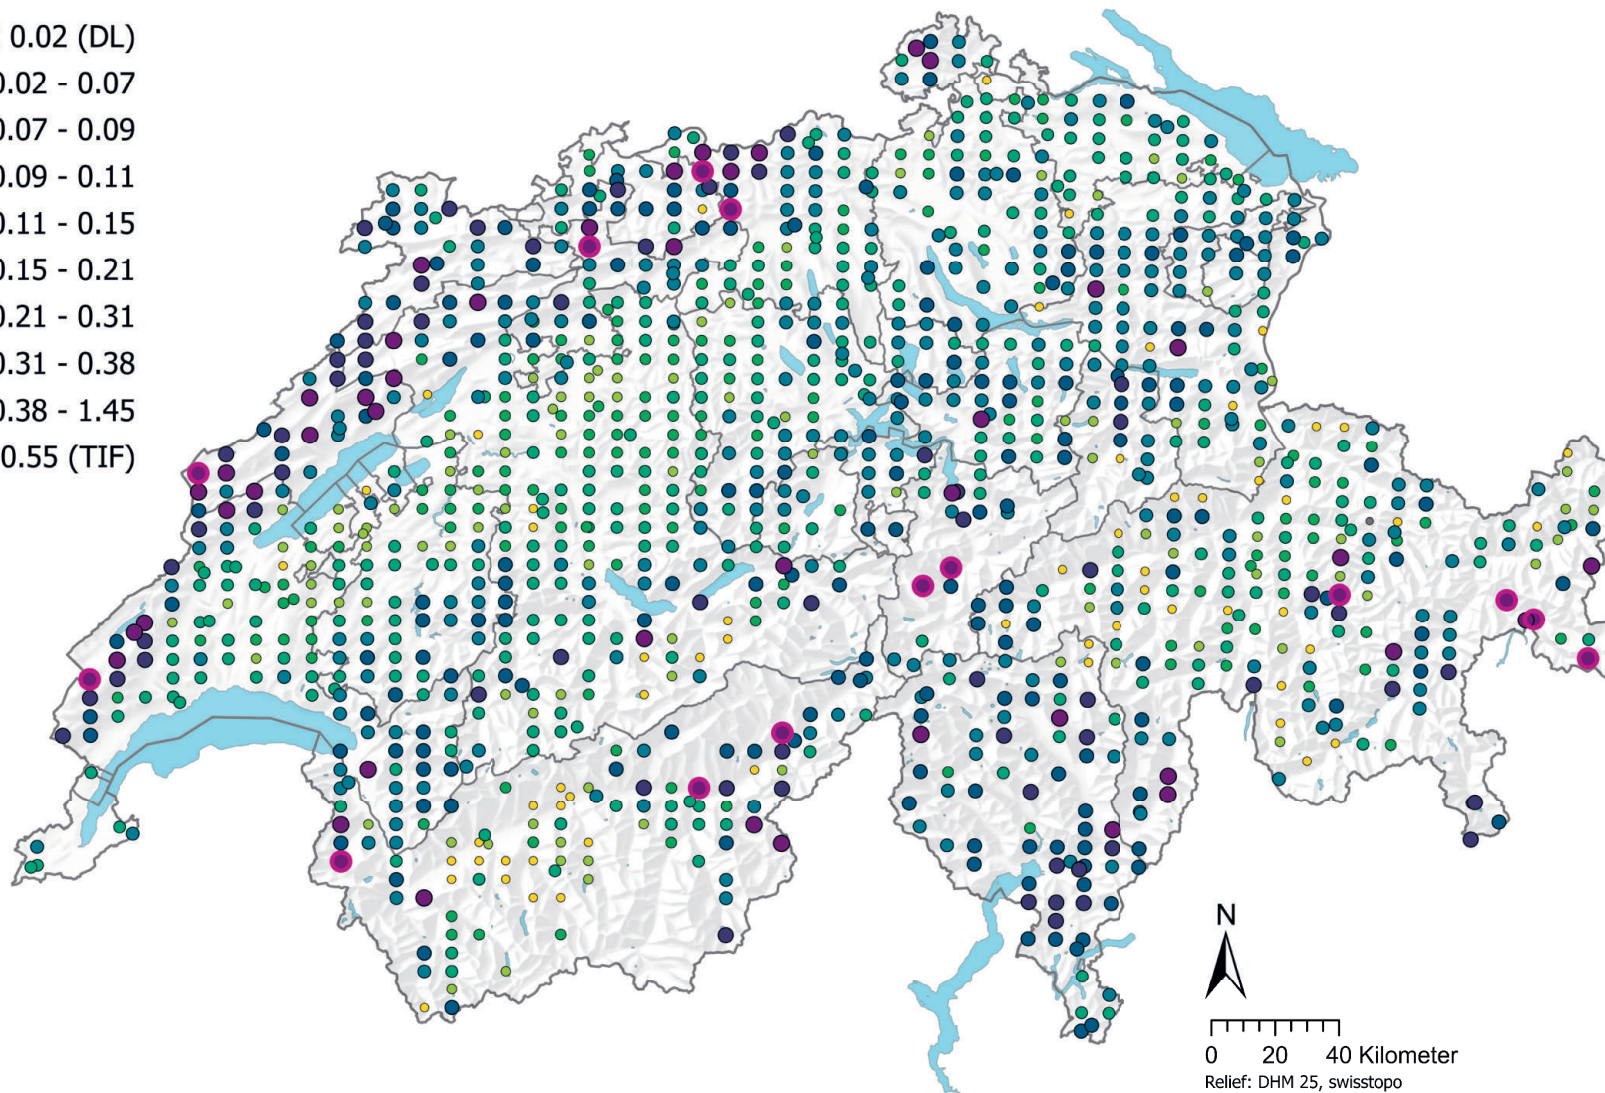 0.02 (DL)
0.02 - 0.07
0.07 - 0.09
0.09 - 0.11
0.11 - 0.15
0.15 - 0.21
0.21 - 0.31
0.31 - 0.38
0.38 - 1.45
0.55 (TIF)
N
0 20 40 Kilometer
Relief: DHM 25, swisstopo